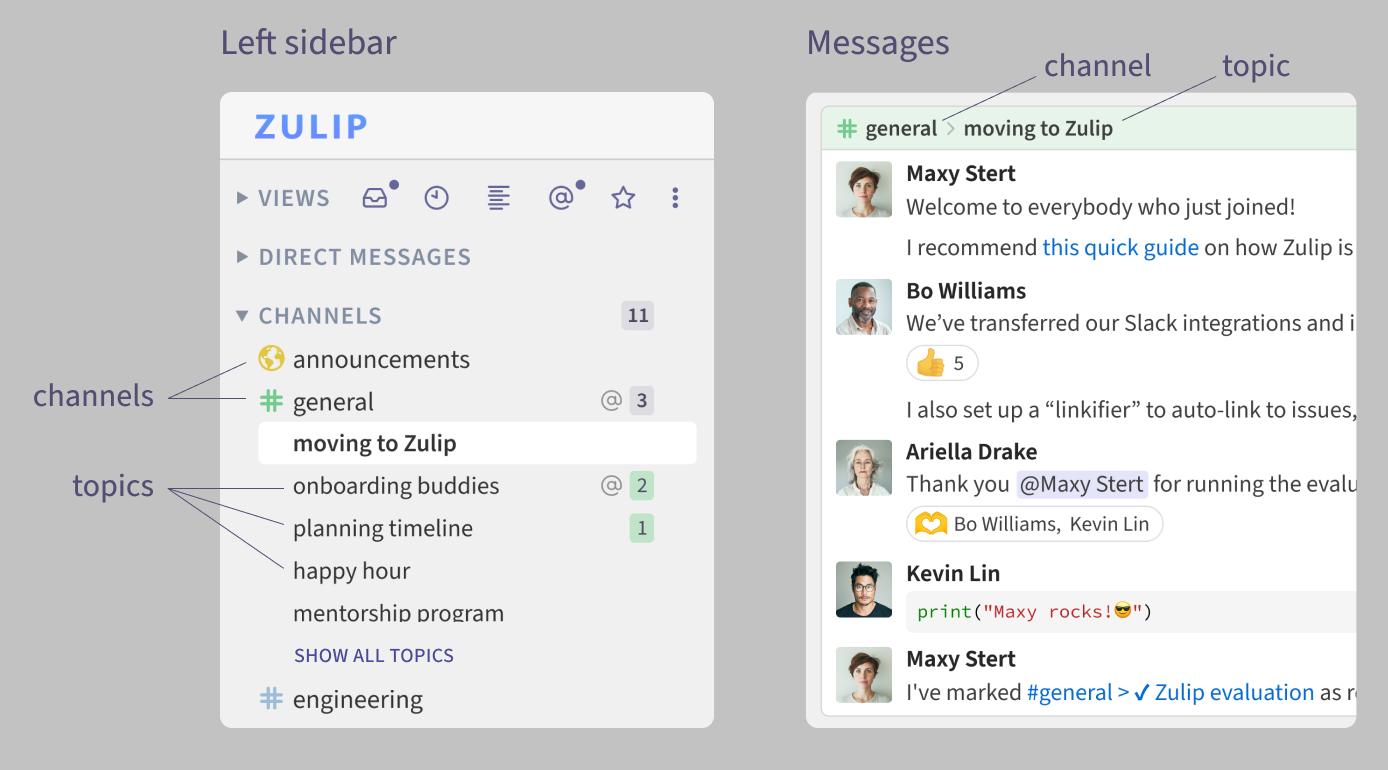 Left sidebar
ZULIP
VIEWS
DIRECT MESSAGES
CHANNELS 11
announcements
channels
general @ 3
moving to Zulip
topics
onboarding buddies @ 2
planning timeline 1
happy hour
mentorship program
SHOW ALL TOPICS
engineering
Messages
channel topic
general > moving to Zulip
Maxy Stert
Welcome to everybody who just joined!
I recommend this quick guide on how Zulip is
Bo Williams
We’ve transferred our Slack integrations and i
👍 5
I also set up a “linkifier” to auto-link to issues,
Ariella Drake
Thank you @Maxy Stert for running the evalu
🫶 Bo Williams, Kevin Lin
Kevin Lin
print("Maxy rocks!😎")
Maxy Stert
I've marked #general > ✔ Zulip evaluation as r